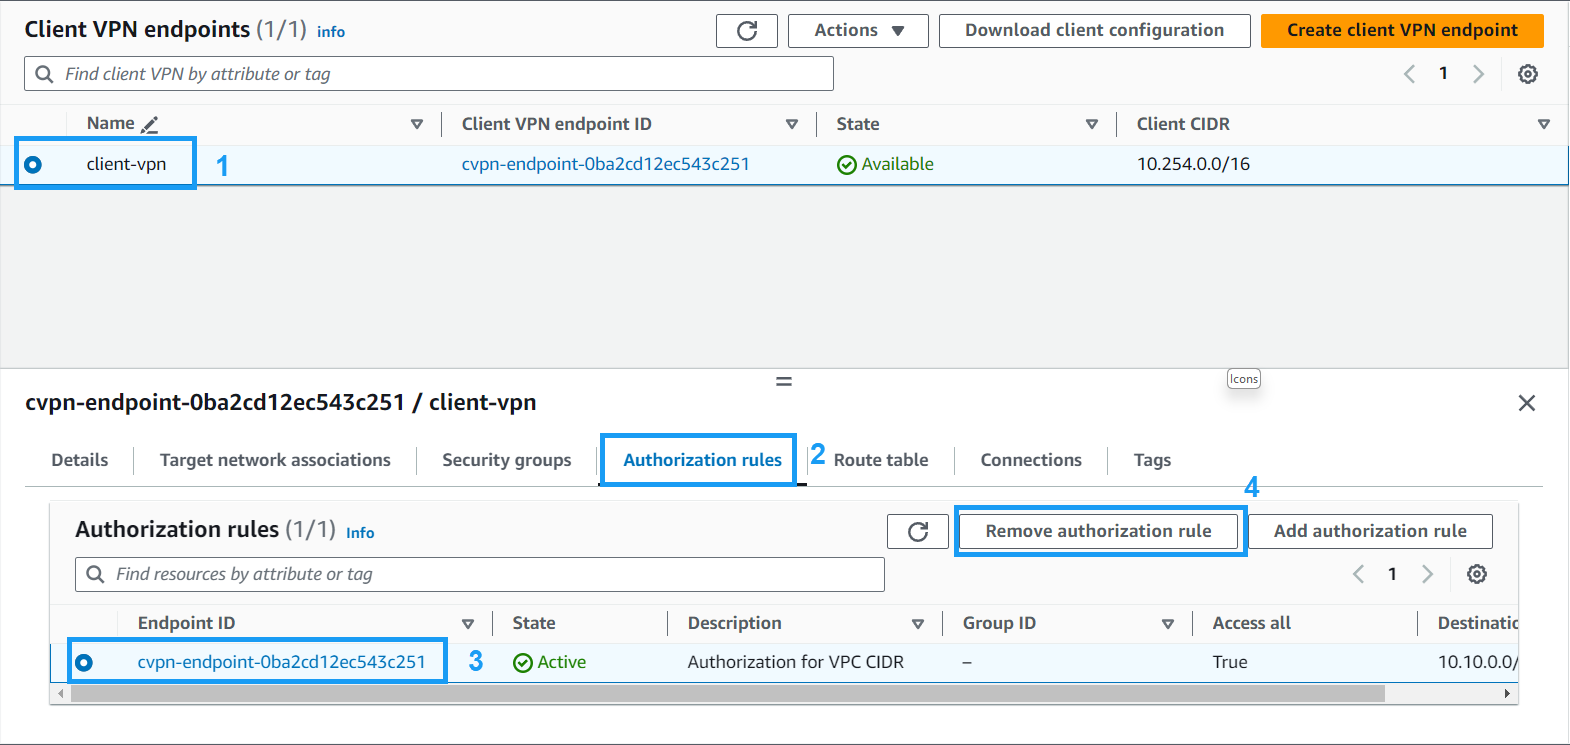 Client VPN endpoints (1/1) info
Actions
Download client configuration
Create client VPN endpoint
Find client VPN by attribute or tag
1
Name
Client VPN endpoint ID
State
Client CIDR
client-vpn
1
cvpn-endpoint-0ba2cd12ec543c251
Available
10.254.0.0/16
Icons
cvpn-endpoint-0ba2cd12ec543c251 / client-vpn
Details
Target network associations
Security groups
Authorization rules
2
Route table
Connections
Tags
4
Authorization rules (1/1) Info
Remove authorization rule
Add authorization rule
Find resources by attribute or tag
1
Endpoint ID
State
Description
Group ID
Access all
Destinatio
cvpn-endpoint-0ba2cd12ec543c251
3
Active
Authorization for VPC CIDR
–
True
10.10.0.0/